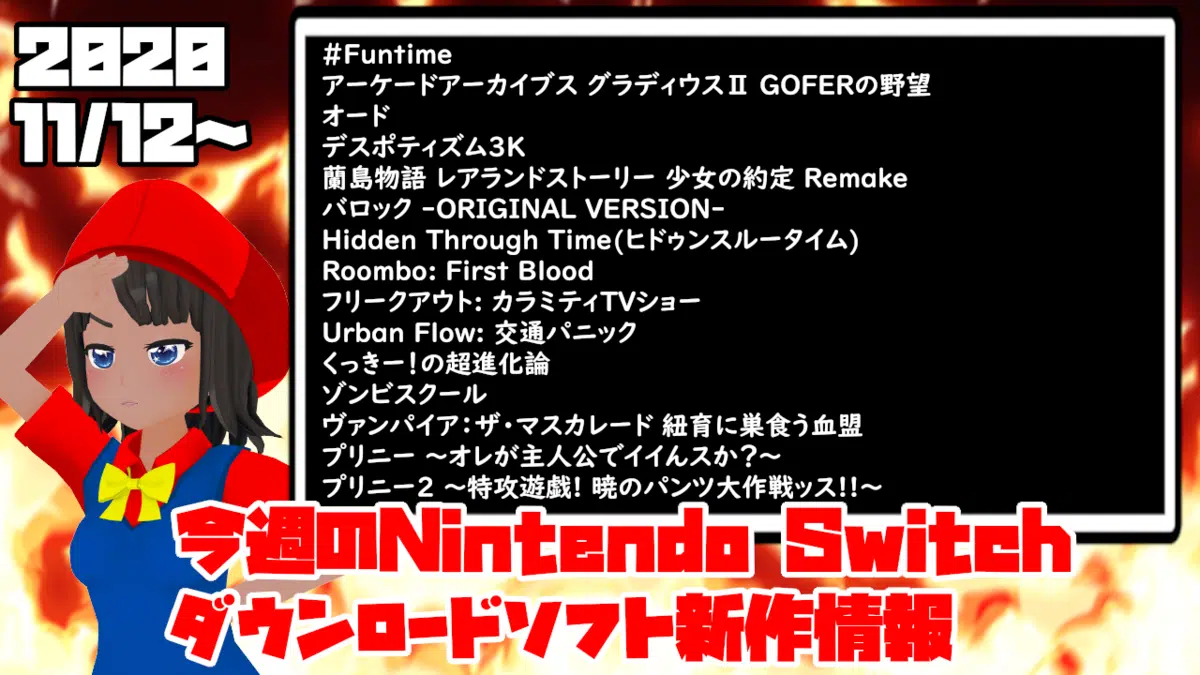 2020
11/12~
#Funtime
アーケードアーカイブス グラディウスⅡ GOFERの野望
オード
デスポティズム3K
蘭島物語 レアランドストーリー 少女の約定 Remake
バロック -ORIGINAL VERSION-
Hidden Through Time(ヒドゥンスルータイム)
Roombo: First Blood
フリークアウト: カラミティTVショー
Urban Flow: 交通パニック
くっきー!の超進化論
ゾンビスクール
ヴァンパイア:ザ・マスカレード 紐育に巣食う血盟
プリニー ~オレが主人公でイイんスか?~
プリニー2 ~特攻遊戯! 暁のパンツ大作戦ッス!!~
今週のNintendo Switch
ダウンロードソフト新作情報